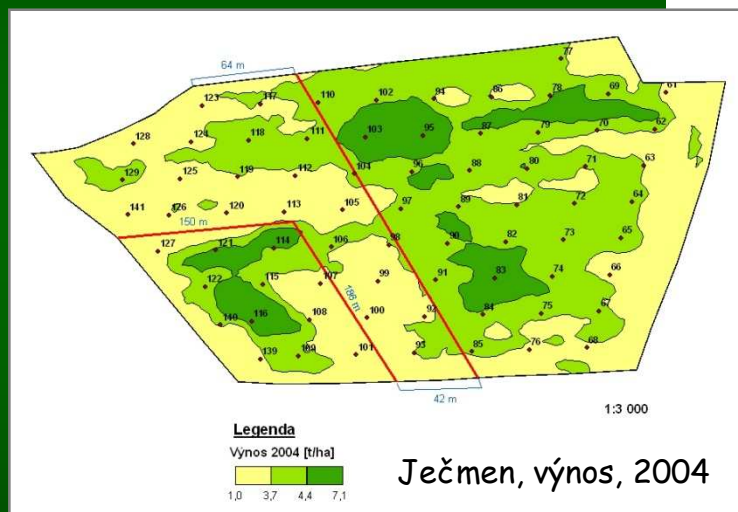 77
64 m
123 117 110 102 94 86 78 69 61
128 124 118 111 103 95 87 79 70 62
129 125 119 112 104 96 88 80 71 63
141 126 120 113 105 97 89 81 72 64
150 m
127 121 114 106 98 90 82 73 65
122 115 107 99 91 83 74 66
186 m
140 116 108 100 92 84 75 67
139 109 101 93 85 76 68
42 m
1:3 000
Legenda
Výnos 2004 [t/ha]
1,0 3,7 4,4 7,1
Ječmen, výnos, 2004